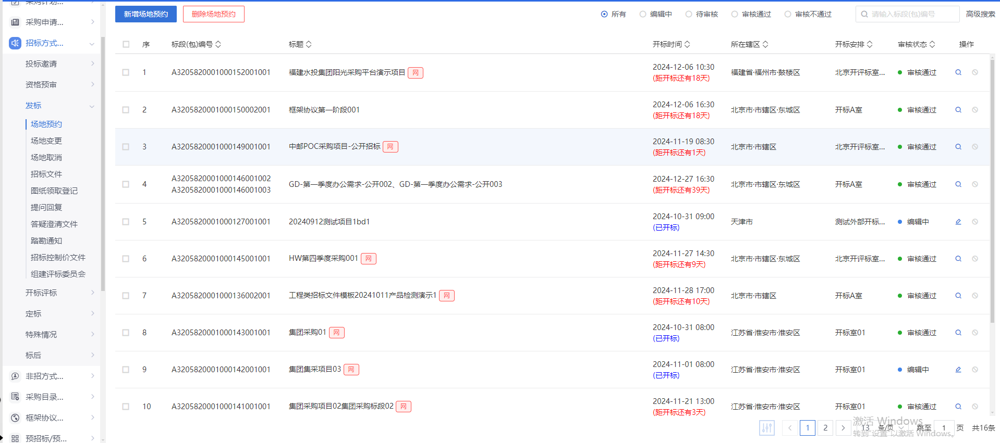 采购计划...
采购申请...
招标方式...
投标邀请
资格预审
发标
场地预约
场地变更
场地取消
招标文件
图纸领取登记
提问回复
答疑澄清文件
踏勘通知
招标控制价文件
组建评标委员会
开标评标
定标
特殊情况
标后
非招方式...
采购目录...
框架协议...
预招标/预...
新增场地预约 删除场地预约 所有 编辑中 待审核 审核通过 审核不通过 请输入标段(包)编号 高级搜索
序 标段(包)编号 标题 开标时间 所在辖区 开标安排 审核状态 操作
1 A3205820001000152001001 福建水投集团阳光采购平台演示项目 网 2024-12-06 10:30 福建省·福州市·鼓楼区 北京开评标室... 审核通过
(距开标还有18天)
2 A3205820001000150002001 框架协议第一阶段001 2024-12-06 16:30 北京市·市辖区·东城区 开标A室 审核通过
(距开标还有18天)
3 A3205820001000149001001 中邮POC采购项目-公开招标 网 2024-11-19 08:30 北京市·市辖区 北京开评标室... 审核通过
(距开标还有1天)
4 A3205820001000146001002 GD-第一季度办公需求-公开002、GD-第一季度办公需求-公开003 2024-12-27 16:30 北京市·市辖区·东城区 开标A室 审核通过
A3205820001000146001003 (距开标还有39天)
5 A3205820001000127001001 20240912测试项目1bd1 2024-10-31 09:00 天津市 测试外部开标... 编辑中
(已开标)
6 A3205820001000145001001 HW第四季度采购001 网 2024-11-27 14:30 北京市·市辖区·东城区 北京开评标室... 审核通过
(距开标还有9天)
7 A3205820001000136002001 工程类招标文件模板20241011产品检测演示1 网 2024-11-28 17:00 北京市·市辖区 开标A室 审核通过
(距开标还有10天)
8 A3205820001000143001001 集团采购01 网 2024-10-31 08:00 江苏省·淮安市·淮安区 开标室01 审核通过
(已开标)
9 A3205820001000142001001 集团集采项目03 网 2024-11-01 08:00 江苏省·淮安市·淮安区 开标室01 编辑中
(已开标)
10 A3205820001000141001001 集团采购项目02集团采购标段02 网 2024-11-21 13:00 江苏省·淮安市·淮安区 开标室01 审核通过
(距开标还有3天)
1 2 13 条/页 跳至 1 页 共16条
激活 Windows
转到"设置"以激活 Windows。